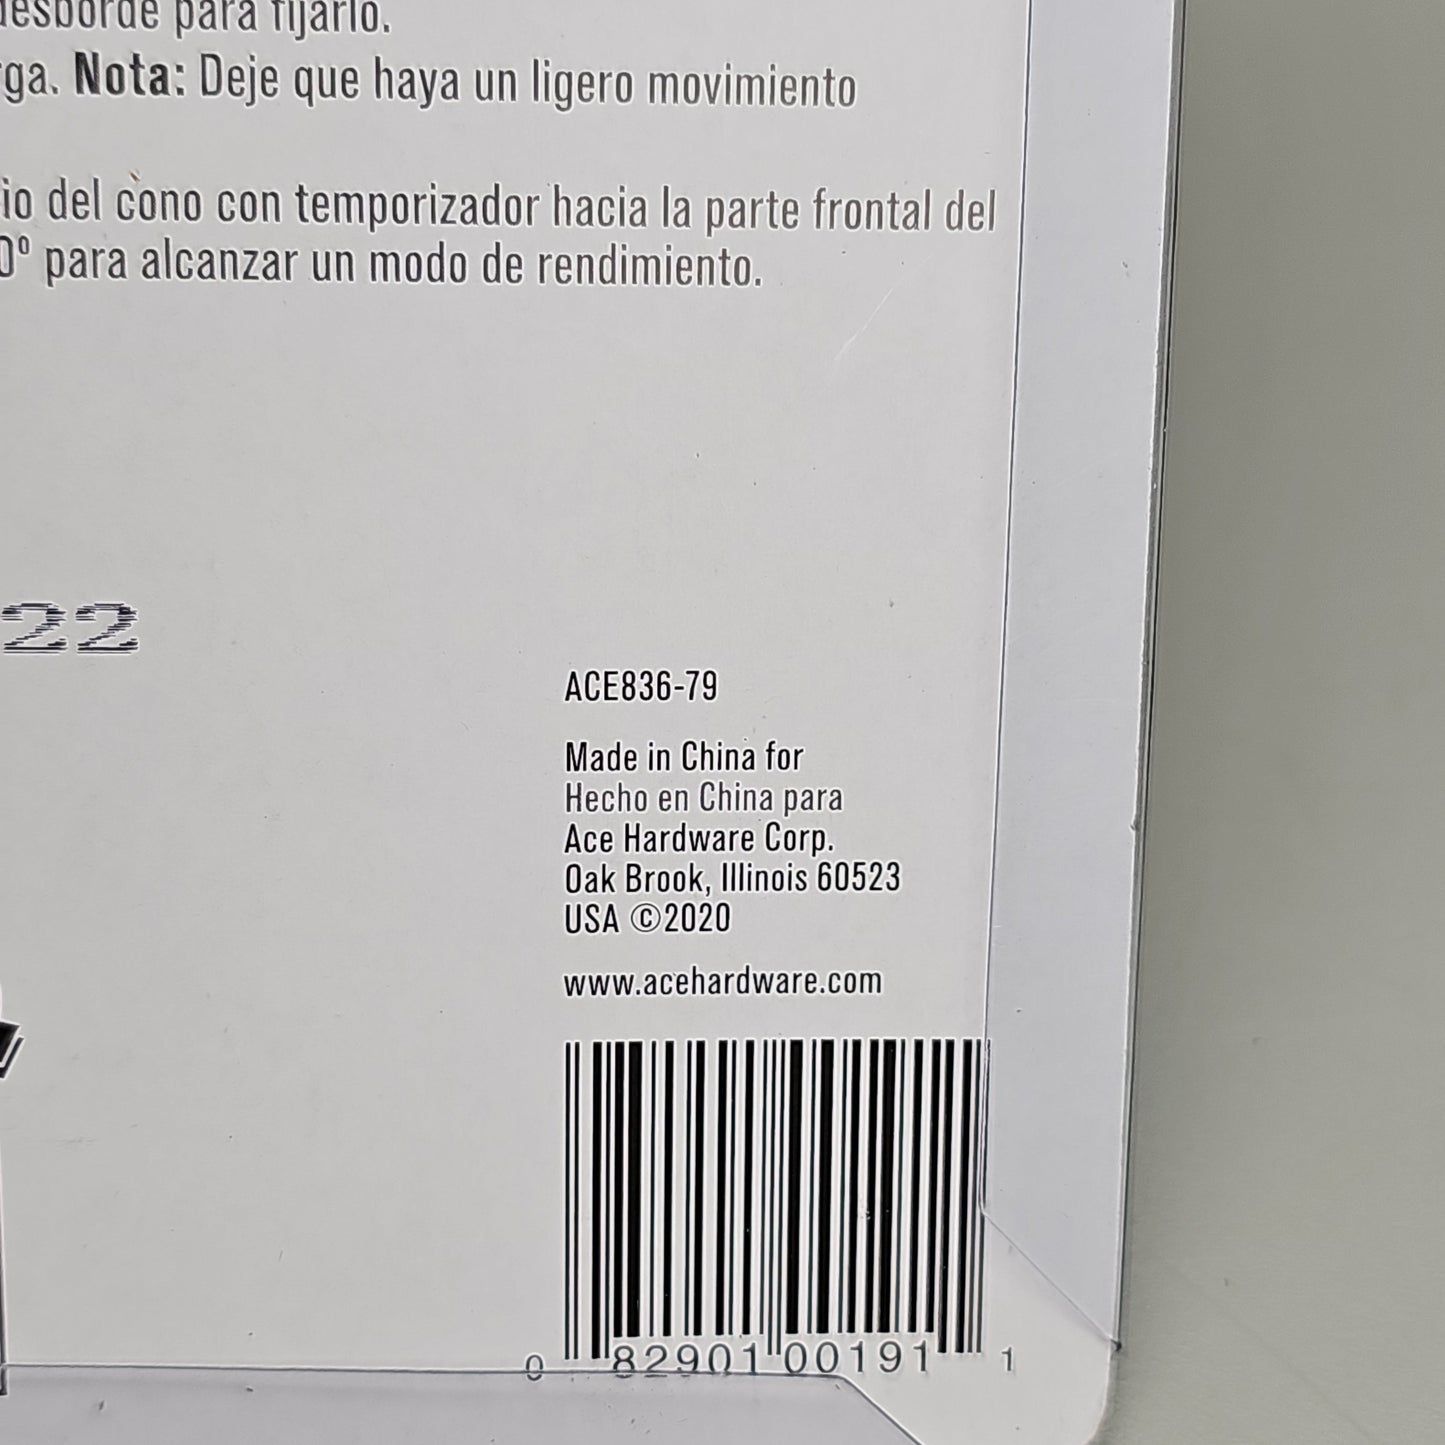 desborde para fijarlo.
rga. Nota: Deje que haya un ligero movimiento
io del cono con temporizador hacia la parte frontal del
0º para alcanzar un modo de rendimiento.
22
ACE836-79
Made in China for
Hecho en China para
Ace Hardware Corp.
Oak Brook, Illinois 60523
USA ©2020
www.acehardware.com
0 82901 00191 1